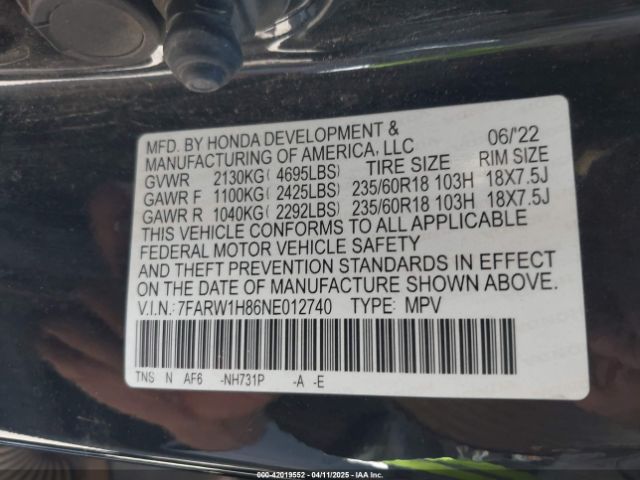 MFD. BY HONDA DEVELOPMENT & 06/'22
MANUFACTURING OF AMERICA, LLC
GVWR 2130KG( 4695LBS) TIRE SIZE RIM SIZE
GAWR F 1100KG( 2425LBS) 235/60R18 103H 18X7.5J
GAWR R 1040KG( 2292LBS) 235/60R18 103H 18X7.5J
THIS VEHICLE CONFORMS TO ALL APPLICABLE
FEDERAL MOTOR VEHICLE SAFETY
AND THEFT PREVENTION STANDARDS IN EFFECT
ON THE DATE OF MANUFACTURE SHOWN ABOVE.
V.I.N.: 7FARW1H86NE012740 TYPE: MPV
TNS N AF6 -NH731P -A -E
000-42019552 04/11/2025 IAAI.COM